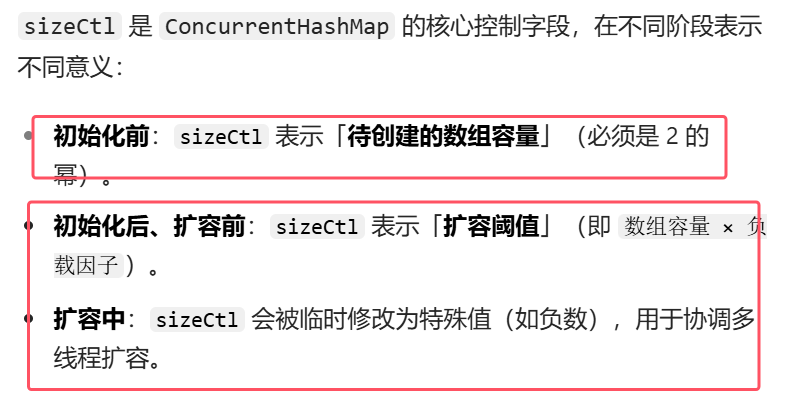 sizeCtl 是 ConcurrentHashMap 的核心控制字段，在不同阶段表示
不同意义：
初始化前：sizeCtl 表示「待创建的数组容量」（必须是 2 的
幂）。
初始化后、扩容前：sizeCtl 表示「扩容阈值」（即 数组容量 × 负
载因子）。
扩容中：sizeCtl 会被临时修改为特殊值（如负数），用于协调多
线程扩容。